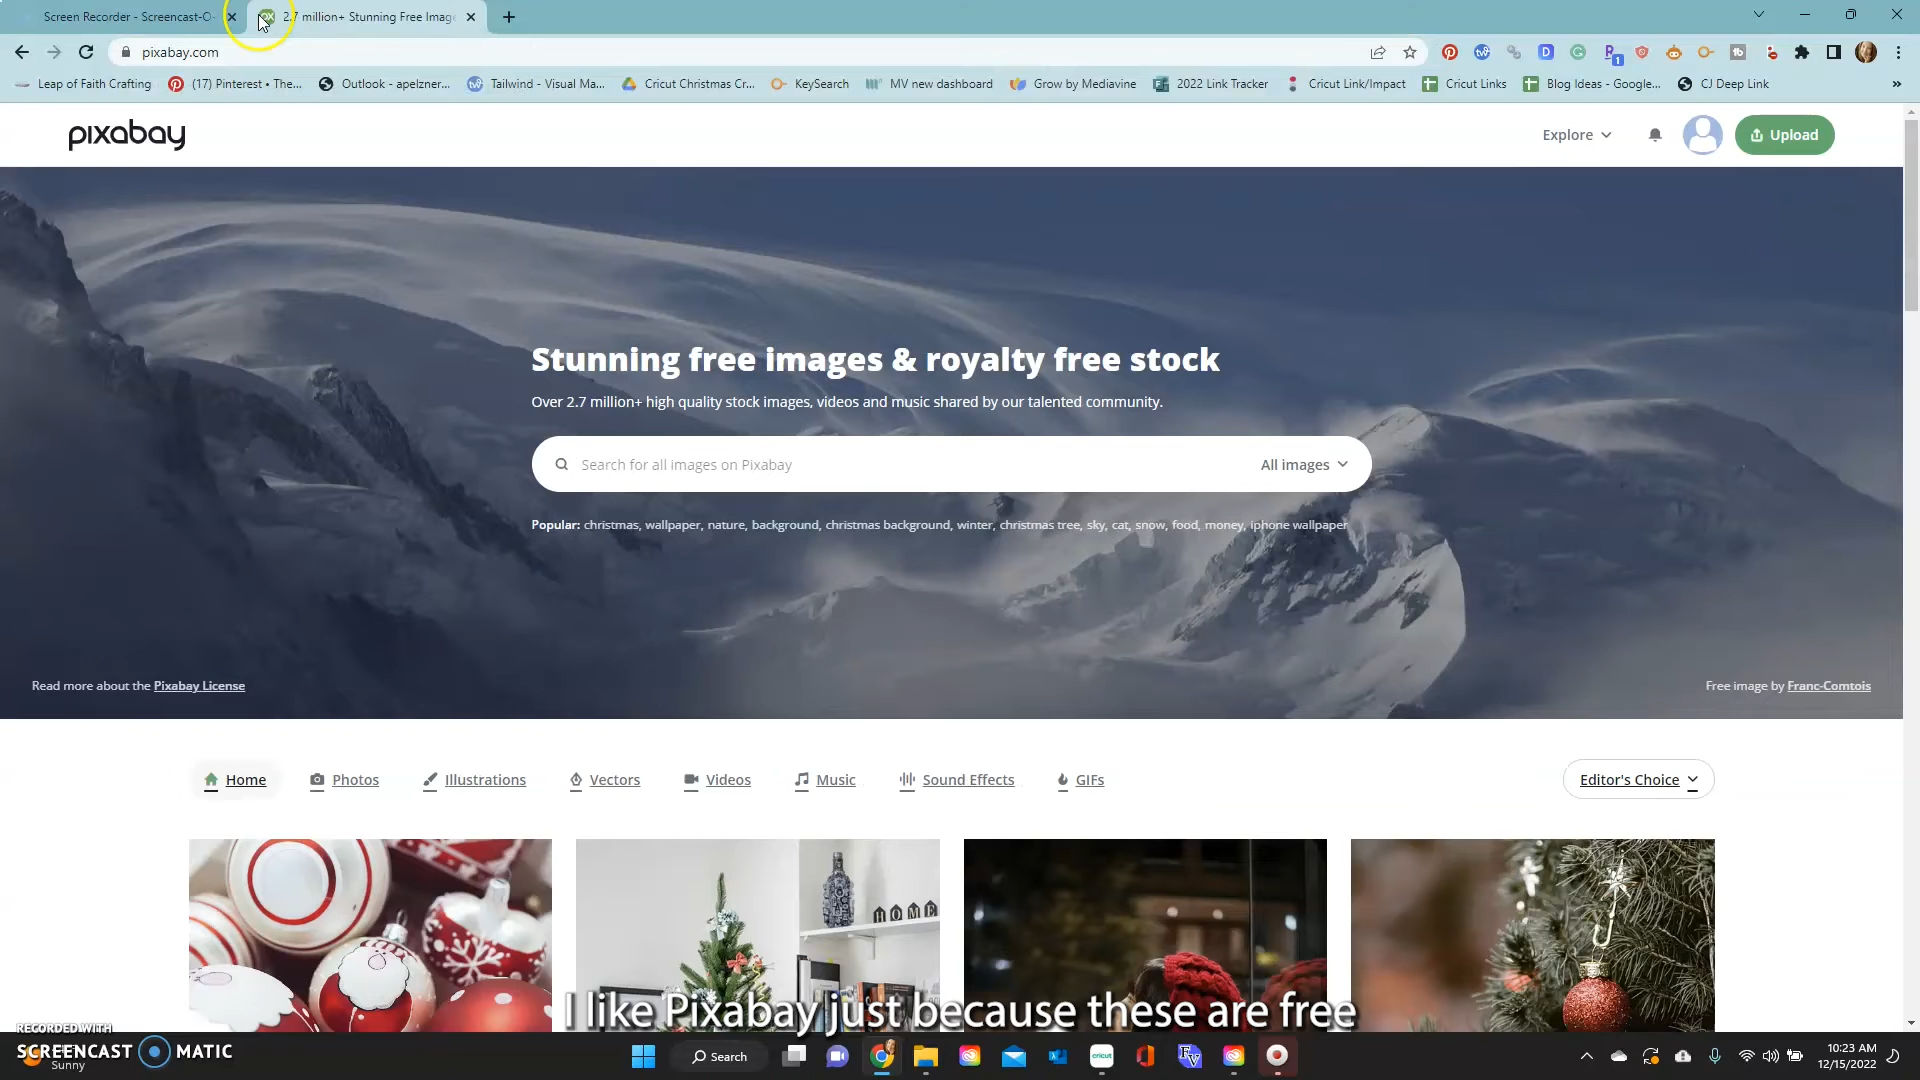 Screen Recorder - Screencast-O-
2.7 million+ Stunning Free Image
pixabay.com
Leap of Faith Crafting
(17) Pinterest • The...
Outlook - apelzner...
Tailwind - Visual Ma...
Cricut Christmas Cr...
KeySearch
MV new dashboard
Grow by Mediavine
2022 Link Tracker
Cricut Link/Impact
Cricut Links
Blog Ideas - Google...
CJ Deep Link
»
pixabay
Explore
Upload
Stunning free images & royalty free stock
Over 2.7 million+ high quality stock images, videos and music shared by our talented community.
Search for all images on Pixabay
All images
Popular: christmas, wallpaper, nature, background, christmas background, winter, christmas tree, sky, cat, snow, food, money, iphone wallpaper
Read more about the Pixabay License
Free image by Franc-Comtois
Home
Photos
Illustrations
Vectors
Videos
Music
Sound Effects
GIFs
Editor's Choice
HOME
I like Pixabay just because these are free
RECORDED WITH
SCREENCAST MATIC
Sunny
Search
cricut
10:23 AM
12/15/2022